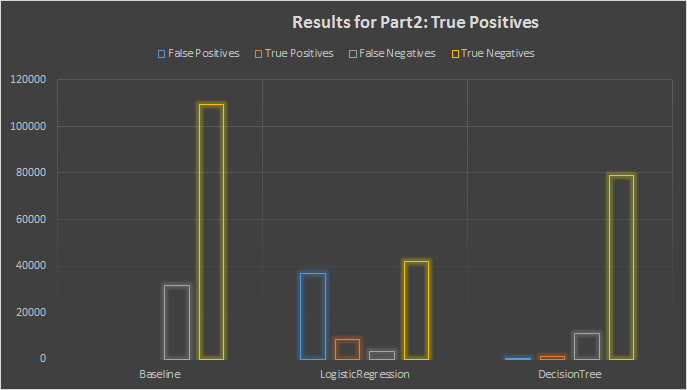 Results for Part2: True Positives
False Positives True Positives False Negatives True Negatives
120000
100000
80000
60000
40000
20000
0
Baseline LogisticRegression DecisionTree